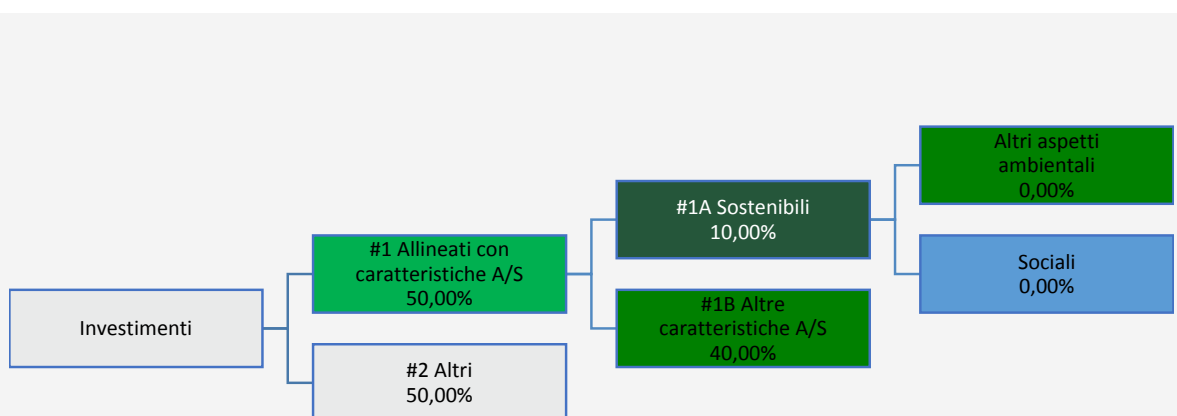 Investimenti
#1 Allineati con
caratteristiche A/S
50,00%
#2 Altri
50,00%
#1A Sostenibili
10,00%
#1B Altre
caratteristiche A/S
40,00%
Altri aspetti
ambientali
0,00%
Sociali
0,00%